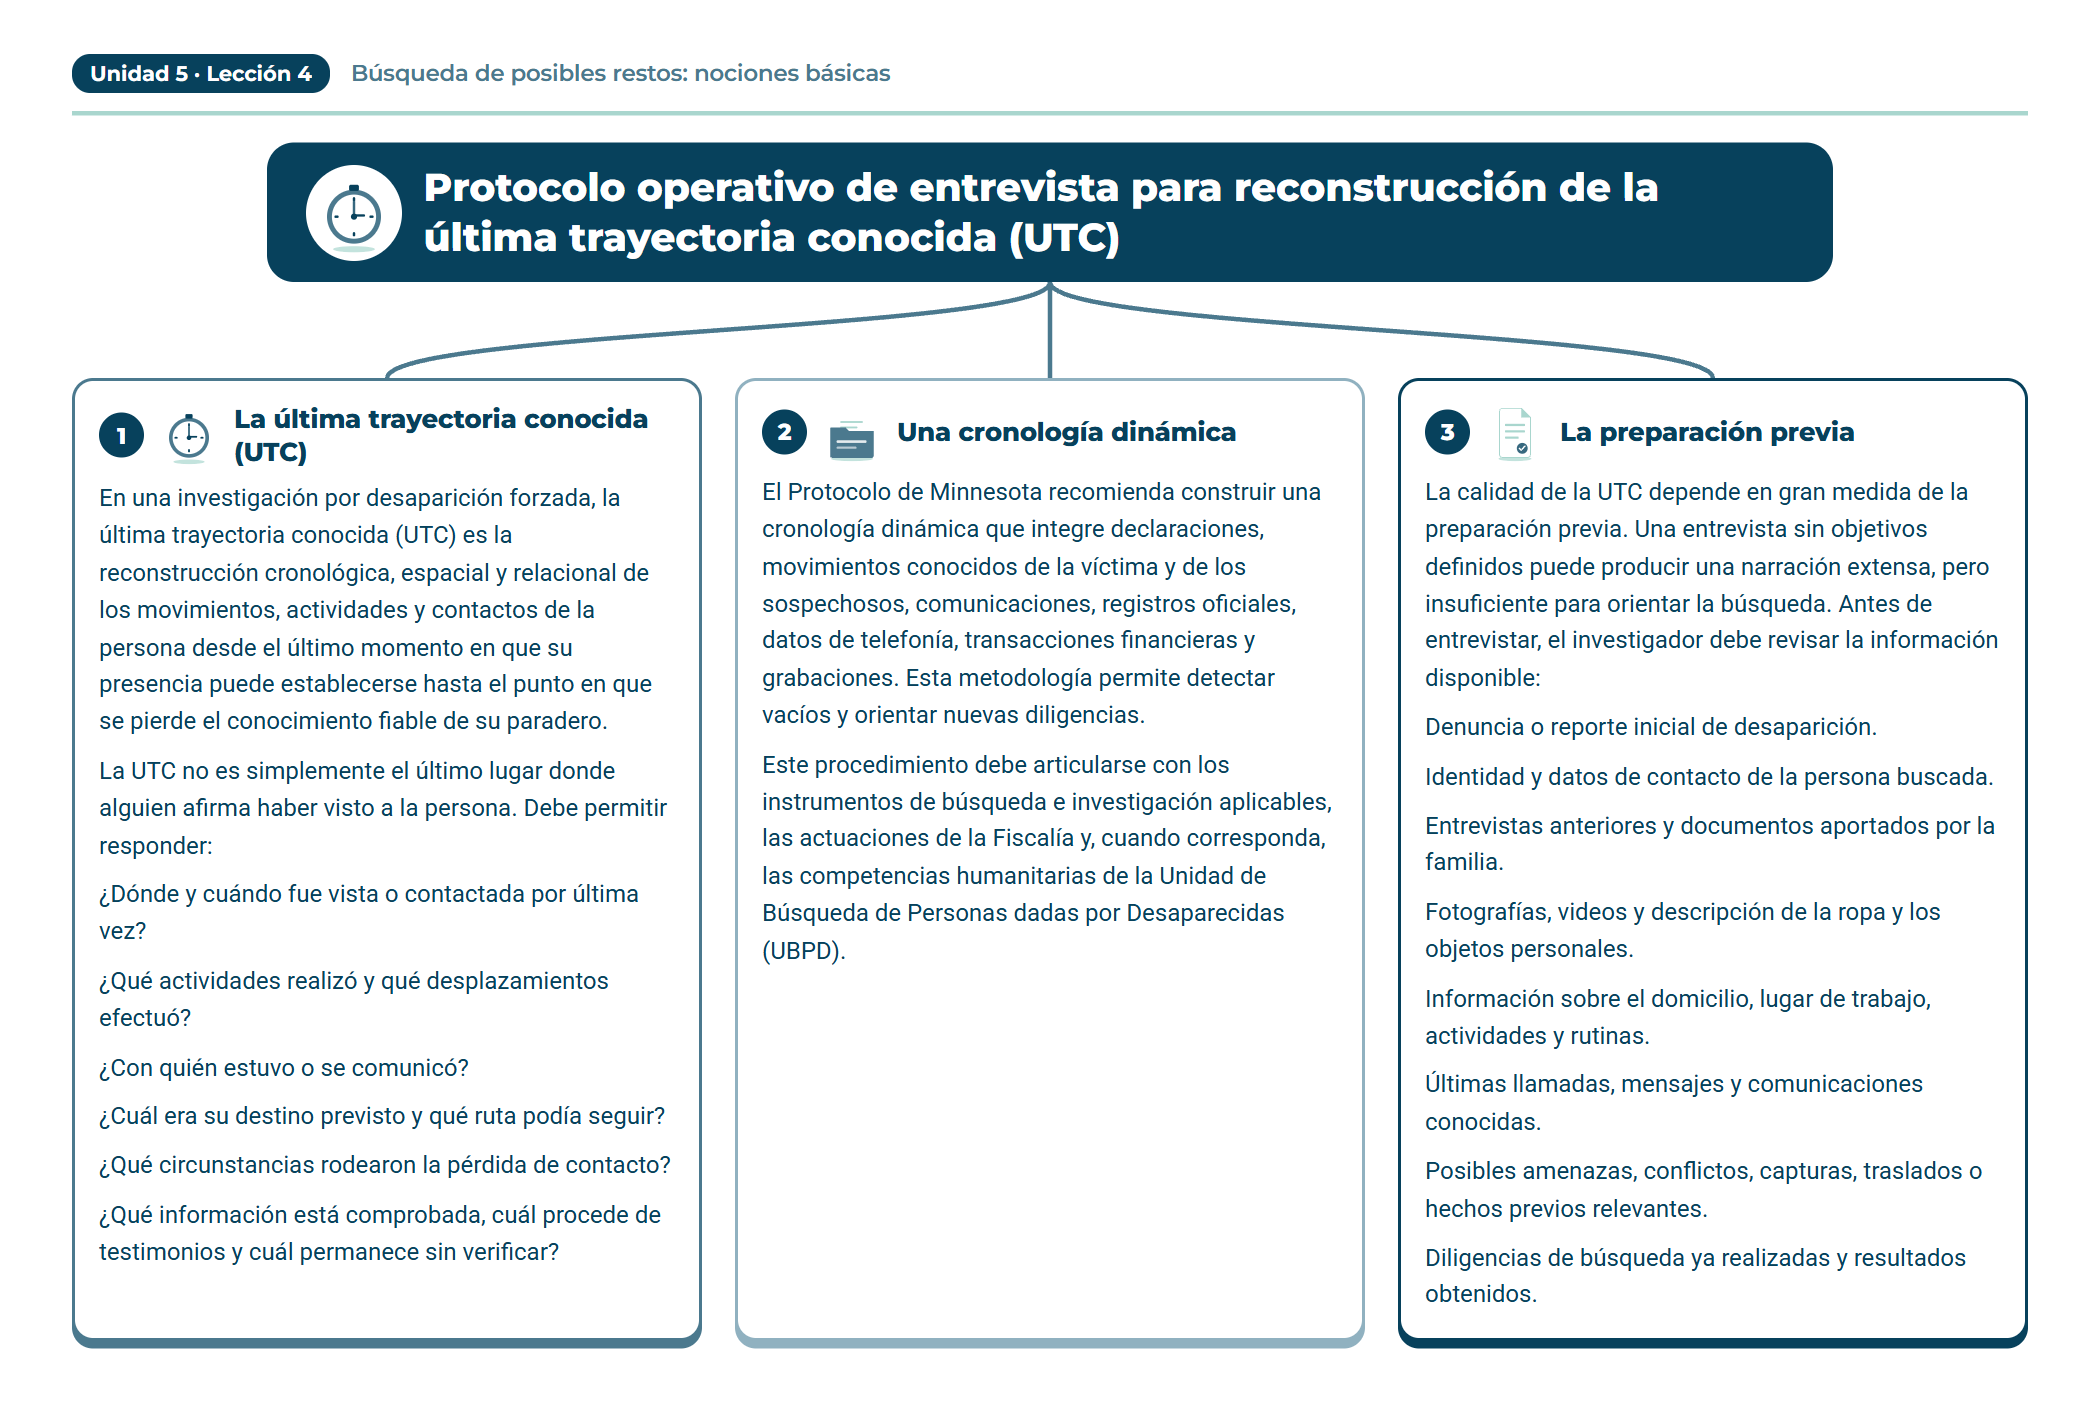 Unidad 5 · Lección 4
Búsqueda de posibles restos: nociones básicas
Protocolo operativo de entrevista para reconstrucción de la
última trayectoria conocida (UTC)
1
La última trayectoria conocida
(UTC)
En una investigación por desaparición forzada, la
última trayectoria conocida (UTC) es la
reconstrucción cronológica, espacial y relacional de
los movimientos, actividades y contactos de la
persona desde el último momento en que su
presencia puede establecerse hasta el punto en que
se pierde el conocimiento fiable de su paradero.
La UTC no es simplemente el último lugar donde
alguien afirma haber visto a la persona. Debe permitir
responder:
¿Dónde y cuándo fue vista o contactada por última
vez?
¿Qué actividades realizó y qué desplazamientos
efectuó?
¿Con quién estuvo o se comunicó?
¿Cuál era su destino previsto y qué ruta podía seguir?
¿Qué circunstancias rodearon la pérdida de contacto?
¿Qué información está comprobada, cuál procede de
testimonios y cuál permanece sin verificar?
2
Una cronología dinámica
El Protocolo de Minnesota recomienda construir una
cronología dinámica que integre declaraciones,
movimientos conocidos de la víctima y de los
sospechosos, comunicaciones, registros oficiales,
datos de telefonía, transacciones financieras y
grabaciones. Esta metodología permite detectar
vacíos y orientar nuevas diligencias.
Este procedimiento debe articularse con los
instrumentos de búsqueda e investigación aplicables,
las actuaciones de la Fiscalía y, cuando corresponda,
las competencias humanitarias de la Unidad de
Búsqueda de Personas dadas por Desaparecidas
(UBPD).
3
La preparación previa
La calidad de la UTC depende en gran medida de la
preparación previa. Una entrevista sin objetivos
definidos puede producir una narración extensa, pero
insuficiente para orientar la búsqueda. Antes de
entrevistar, el investigador debe revisar la información
disponible:
Denuncia o reporte inicial de desaparición.
Identidad y datos de contacto de la persona buscada.
Entrevistas anteriores y documentos aportados por la
familia.
Fotografías, videos y descripción de la ropa y los
objetos personales.
Información sobre el domicilio, lugar de trabajo,
actividades y rutinas.
Últimas llamadas, mensajes y comunicaciones
conocidas.
Posibles amenazas, conflictos, capturas, traslados o
hechos previos relevantes.
Diligencias de búsqueda ya realizadas y resultados
obtenidos.